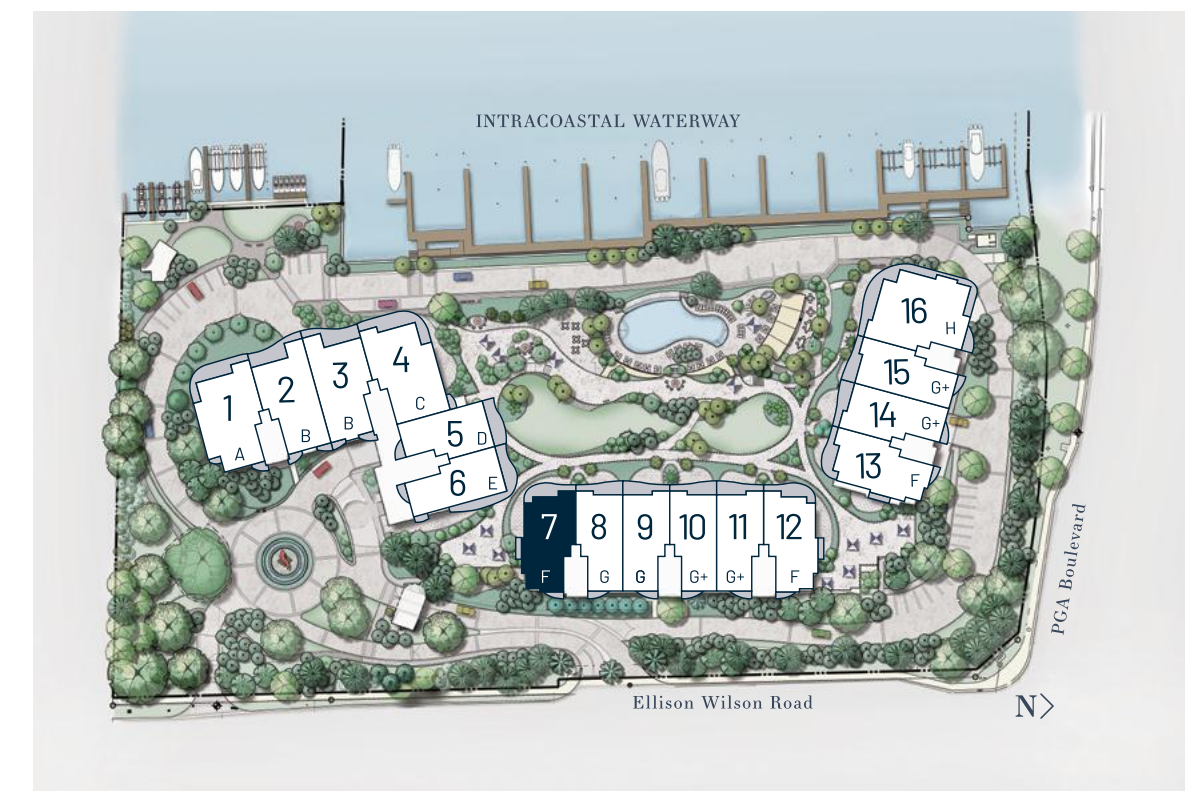 INTRACOASTAL WATERWAY
16
H
15
G+
14
G+
13
F
4
C
3
B
2
B
1
A
5
D
6
E
7
F
8
G
9
G
10
G+
11
G+
12
F
PGA Boulevard
Ellison Wilson Road
N